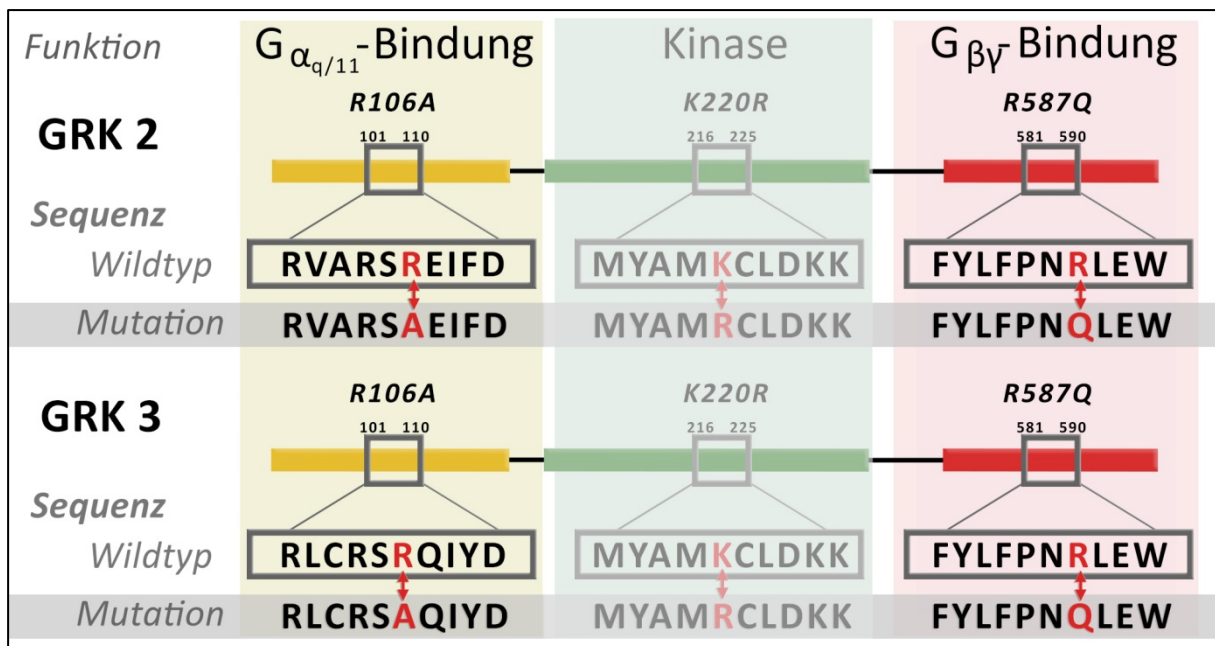 Funktion Gαq/11-Bindung Kinase Gβγ-Bindung
R106A K220R R587Q
GRK 2
101 110 216 225 581 590
Sequenz
Wildtyp RVARSREIFD MYAMKCLDKK FYLFPNRLEW
Mutation RVARSAEIFD MYAMRCLDKK FYLFPNQLEW
R106A K220R R587Q
GRK 3
101 110 216 225 581 590
Sequenz
Wildtyp RLCRSRQIYD MYAMKCLDKK FYLFPNRLEW
Mutation RLCRSAQIYD MYAMRCLDKK FYLFPNQLEW